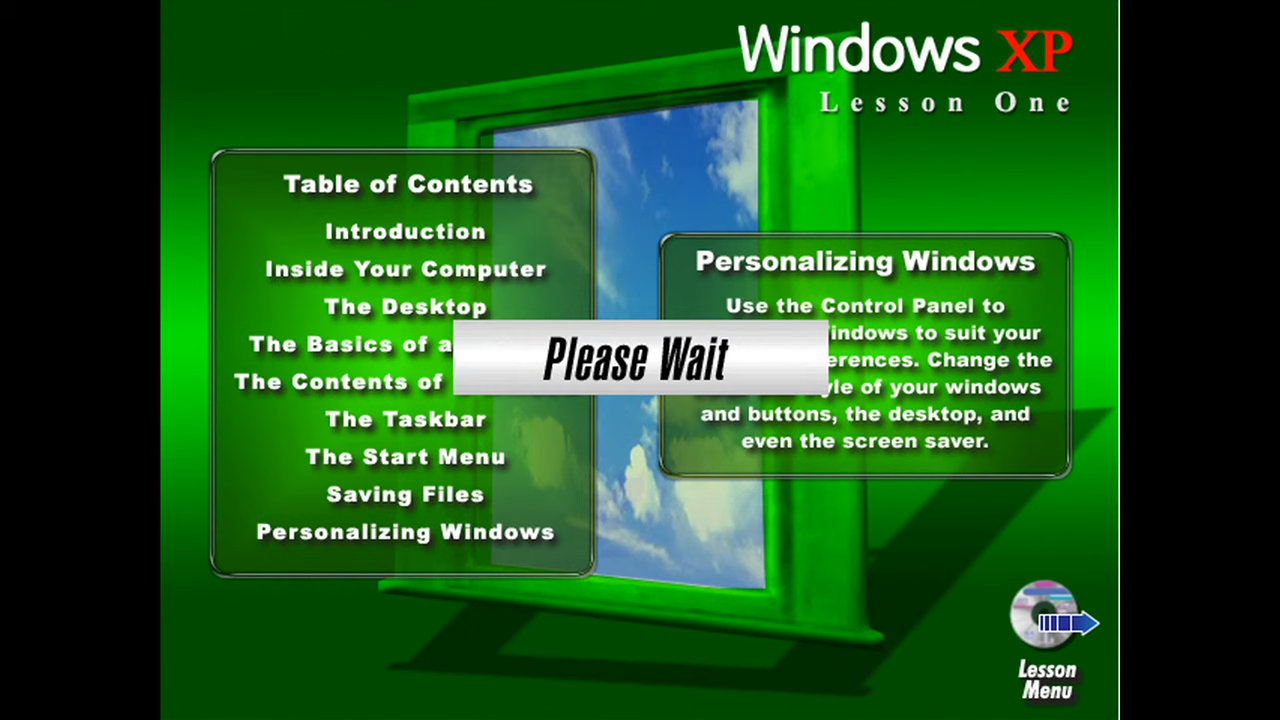 Windows XP
Lesson One
Table of Contents
Introduction
Inside Your Computer
The Desktop
The Basics of a
The Contents of
The Taskbar
The Start Menu
Saving Files
Personalizing Windows
Please Wait
Personalizing Windows
Use the Control Panel to
indows to suit your
erences. Change the
yle of your windows
and buttons, the desktop, and
even the screen saver.
Lesson
Menu